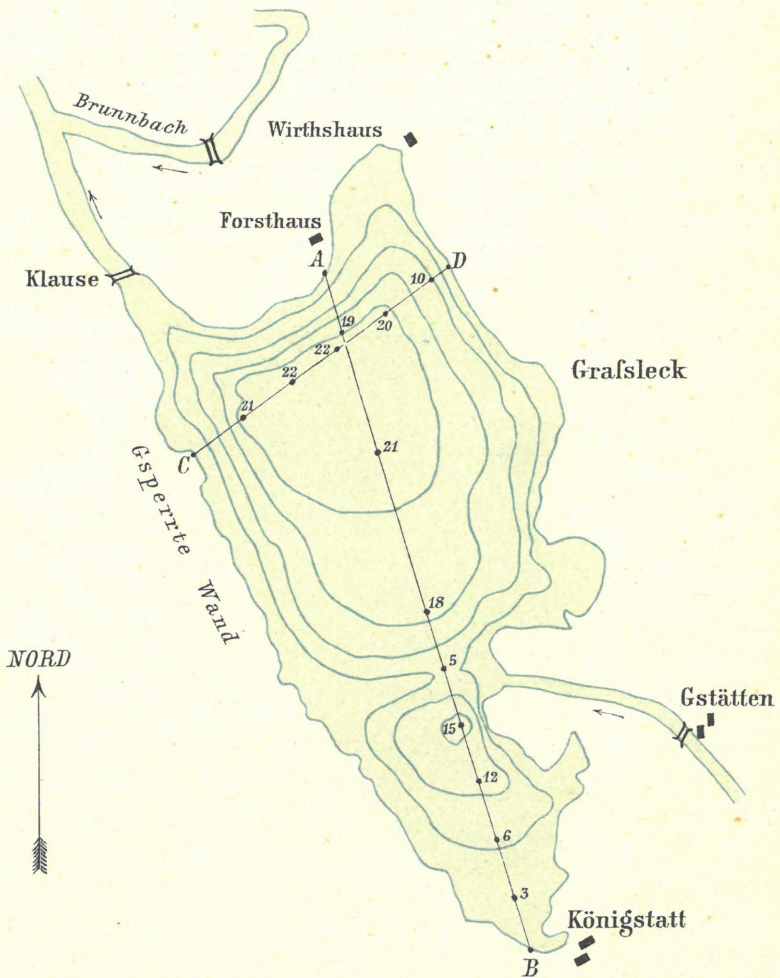 Brunnbach
Wirthshaus
Forsthaus
A
D
Klause
10
19
20
22
22
Graſsleck
21
21
C
Gsperrte Wand
18
NORD
5
Gstätten
15
12
6
3
Königstatt
B